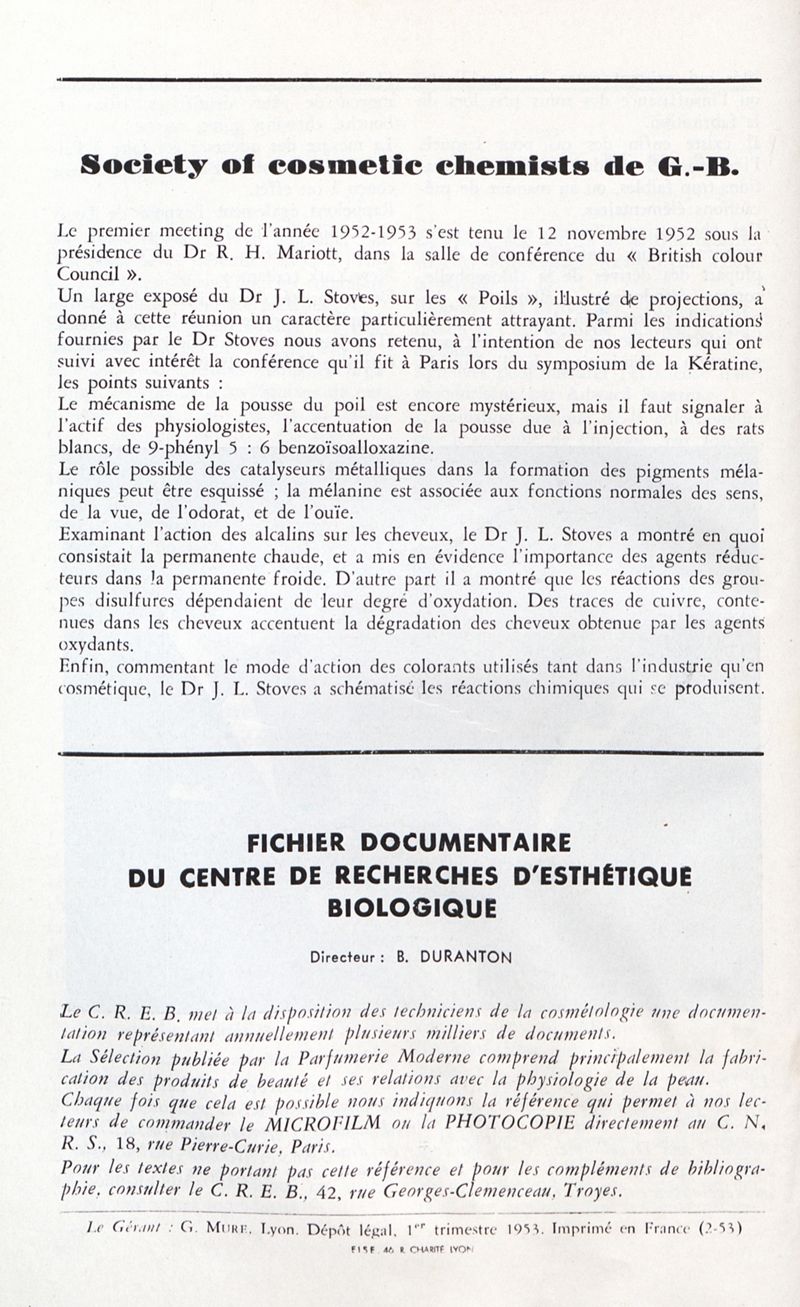 Society of cosmetic chemists de G.-B.
Le premier meeting de l'année 1952-1953 s'est tenu le 12 novembre 1952 sous la
présidence du Dr R. H. Mariott, dans la salle de conférence du « British colour
Council ».
Un large exposé du Dr J. L. Stoves, sur les « Poils », illustré de projections, a
donné à cette réunion un caractère particulièrement attrayant. Parmi les indications
fournies par le Dr Stoves nous avons retenu, à l'intention de nos lecteurs qui ont
suivi avec intérêt la conférence qu'il fit à Paris lors du symposium de la Kératine,
les points suivants :
Le mécanisme de la pousse du poil est encore mystérieux, mais il faut signaler à
l'actif des physiologistes, l'accentuation de la pousse due à l'injection, à des rats
blancs, de 9-phényl 5 : 6 benzoïsoalloxazine.
Le rôle possible des catalyseurs métalliques dans la formation des pigments méla-
niques peut être esquissé ; la mélanine est associée aux fonctions normales des sens,
de la vue, de l'odorat, et de l'ouïe.
Examinant l'action des alcalins sur les cheveux, le Dr J. L. Stoves a montré en quoi
consistait la permanente chaude, et a mis en évidence l'importance des agents réduc-
teurs dans la permanente froide. D'autre part il a montré que les réactions des grou-
pes disulfures dépendaient de leur degré d'oxydation. Des traces de cuivre, conte-
nues dans les cheveux accentuent la dégradation des cheveux obtenue par les agents
oxydants.
Enfin, commentant le mode d'action des colorants utilisés tant dans l'industrie qu'en
cosmétique, le Dr J. L. Stoves a schématisé les réactions chimiques qui se produisent.
FICHIER DOCUMENTAIRE
DU CENTRE DE RECHERCHES D'ESTHÉTIQUE
BIOLOGIQUE
Directeur : B. DURANTON
Le C. R. E. B. met à la disposition des techniciens de la cosmétologie une documen-
tation représentant annuellement plusieurs milliers de documents.
La Sélection publiée par la Parfumerie Moderne comprend principalement la fabri-
cation des produits de beauté et ses relations avec la physiologie de la peau.
Chaque fois que cela est possible nous indiquons la référence qui permet à nos lec-
teurs de commander le MICROFILM ou la PHOTOCOPIE directement au C. N.
R. S., 18, rue Pierre-Curie, Paris.
Pour les textes ne portant pas cette référence et pour les compléments de bibliogra-
phie, consulter le C. R. E. B., 42, rue Georges-Clemenceau, Troyes.
Le Gérant : G. MURE, Lyon. Dépôt légal, 1er trimestre 1953. Imprimé en France (2-53)
FISF 46 R. CHARITÉ LYON